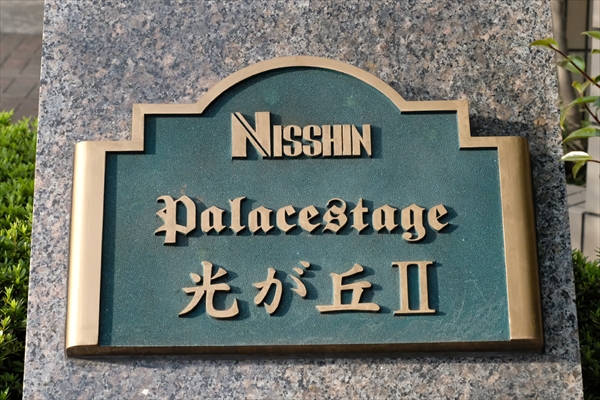 NISSHIN
Palacestage
光が丘Ⅱ